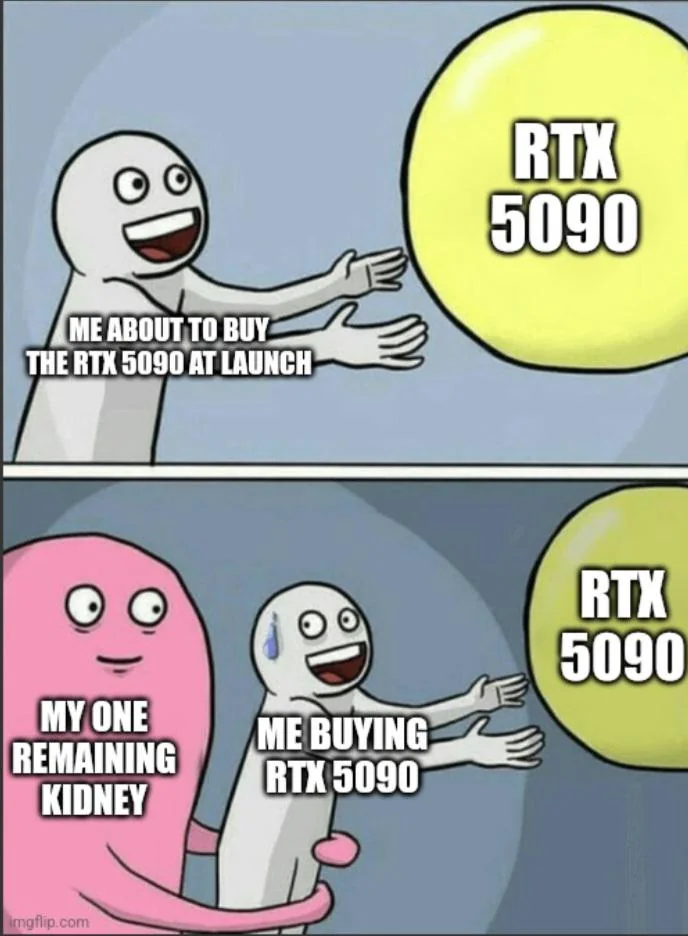 RTX
5090
ME ABOUT TO BUY
THE RTX 5090 AT LAUNCH
RTX
5090
MY ONE
REMAINING
KIDNEY
ME BUYING
RTX 5090
imgflip.com